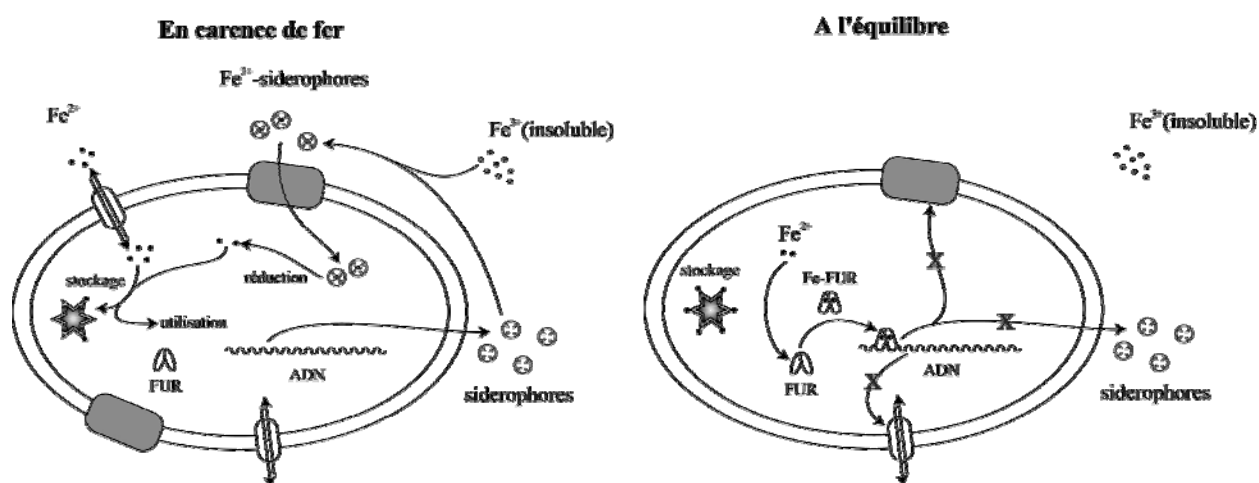 En carence de fer
A l'équilibre
Fe³⁺-siderophores
Fe²⁺
Fe³⁺(insoluble)
Fe³⁺(insoluble)
Fe²⁺
stockage
réduction
stockage
Fe-FUR
utilisation
FUR
ADN
siderophores
FUR
ADN
siderophores